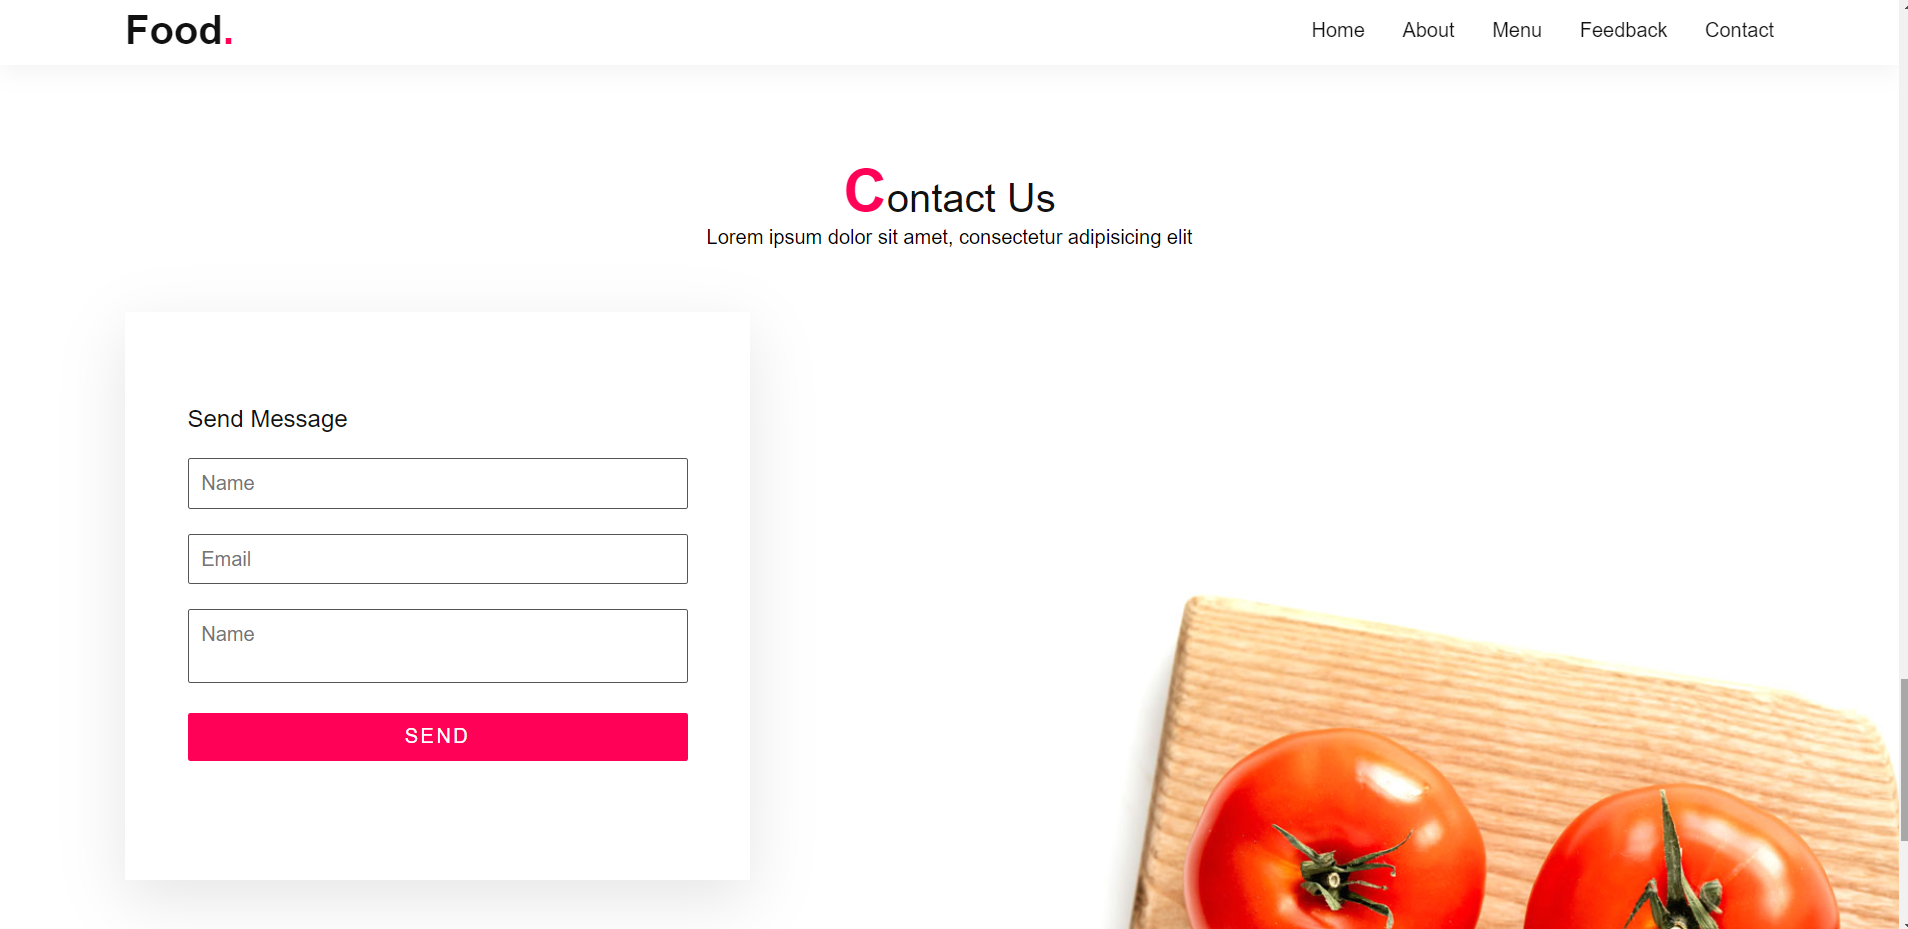 Food.
Home About Menu Feedback Contact
Contact Us
Lorem ipsum dolor sit amet, consectetur adipisicing elit
Send Message
Name
Email
Name
SEND